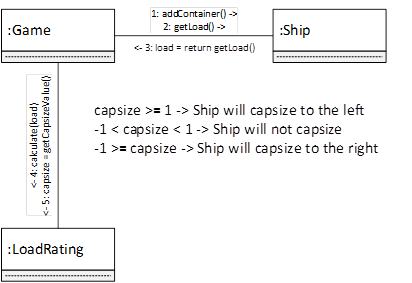 1: addContainer() ->
2: getLoad() ->
:Game
:Ship
<- 3: load = return getLoad()
<- 4: calculate(load)
<- 5: capsize = getCapsizeValue()
capsize >= 1 -> Ship will capsize to the left
-1 < capsize < 1 -> Ship will not capsize
-1 >= capsize -> Ship will capsize to the right
:LoadRating